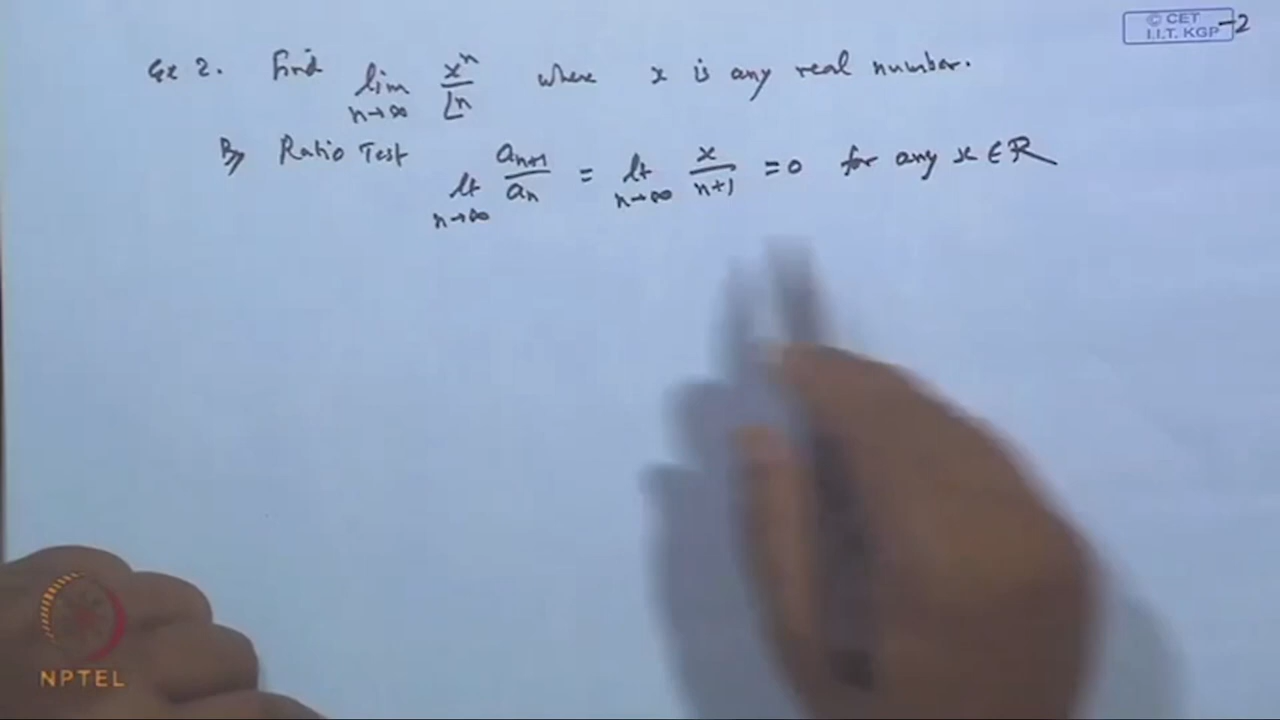 © CET
I.I.T. KGP -2
Ex 2. Find lim n→∞ xⁿ/∟n where x is any real number.
By Ratio Test lt n→∞ aₙ₊₁/aₙ = lt n→∞ x/n+1 = 0 for any x ∈ R
NPTEL